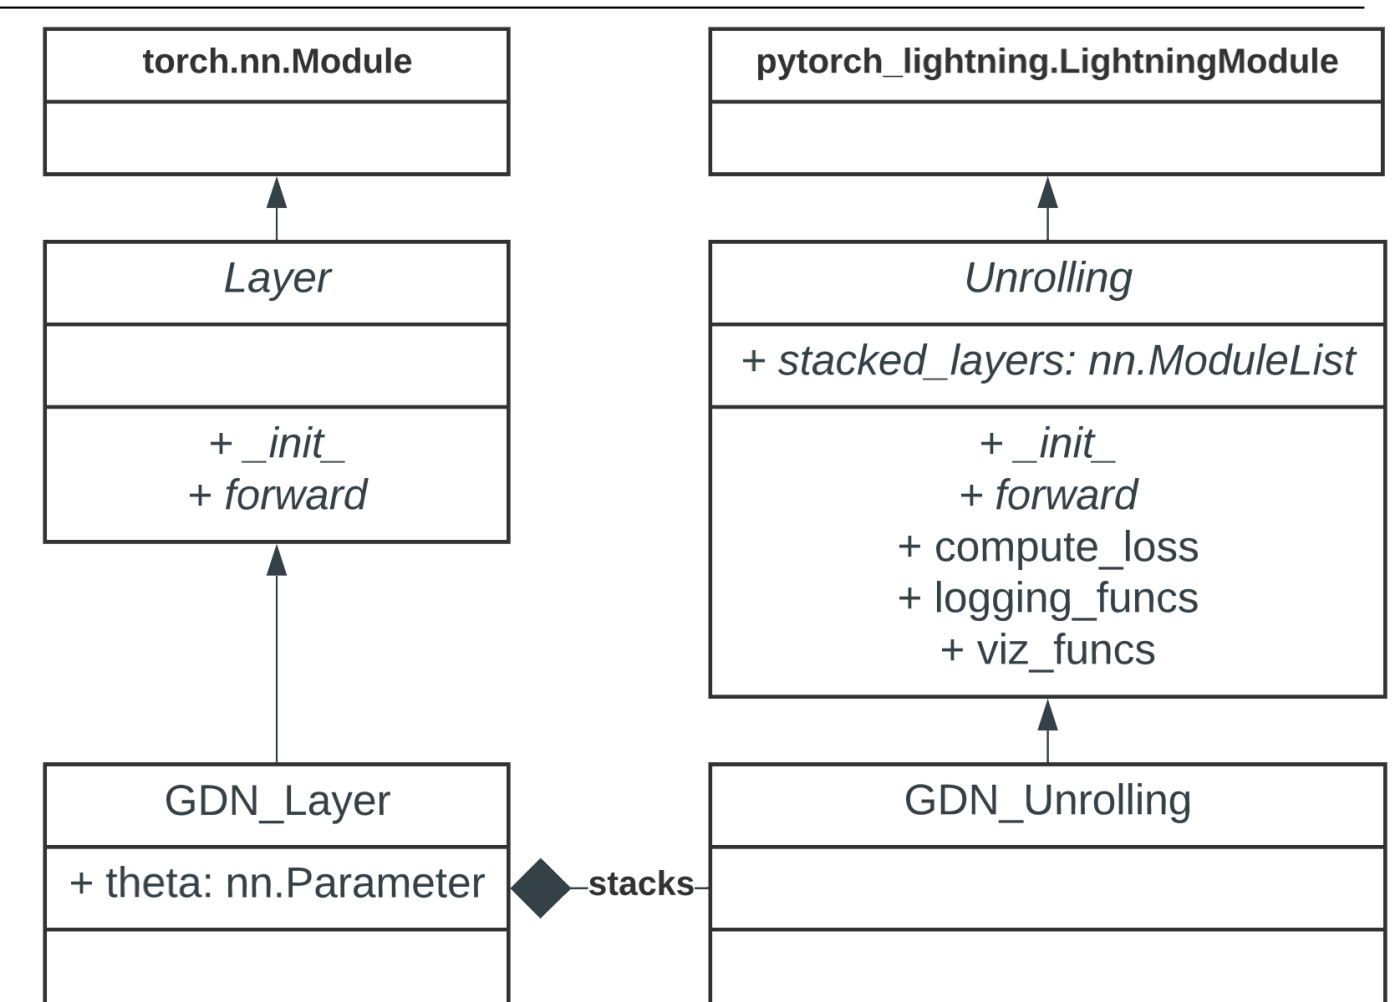 torch.nn.Module
pytorch_lightning.LightningModule
Layer
+ _init_
+ forward
Unrolling
+ stacked_layers: nn.ModuleList
+ _init_
+ forward
+ compute_loss
+ logging_funcs
+ viz_funcs
GDN_Layer
+ theta: nn.Parameter
stacks
GDN_Unrolling